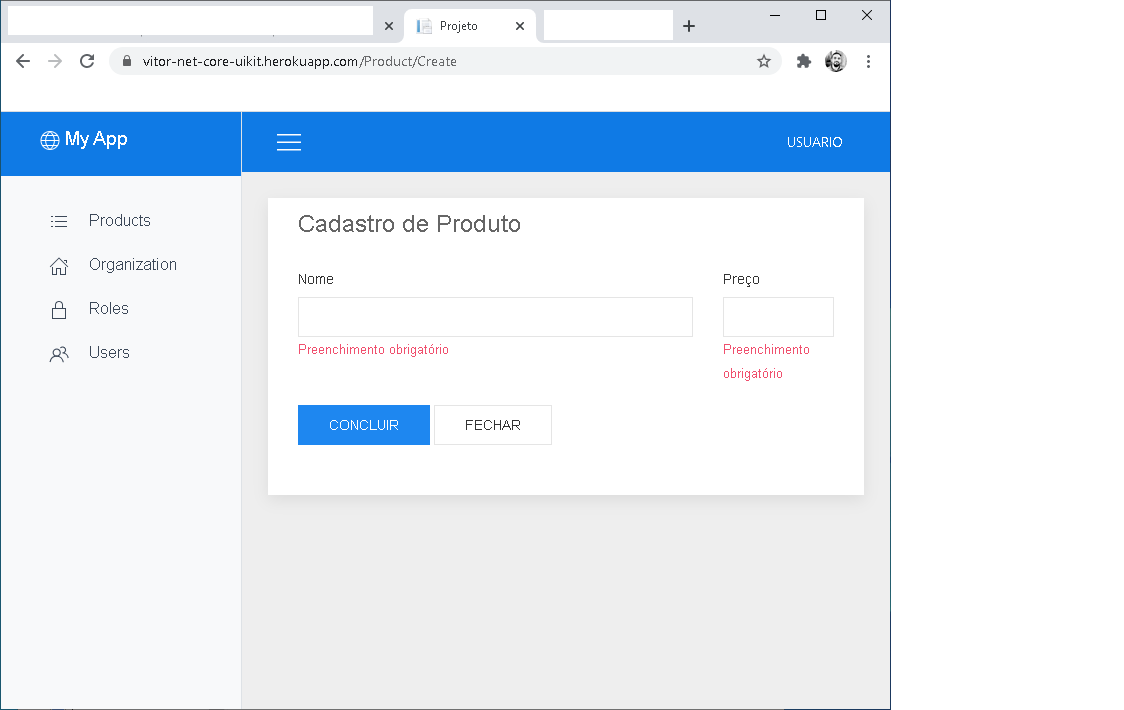 Projeto
vitor-net-core-uikit.herokuapp.com/Product/Create
My App
USUARIO
Products
Organization
Roles
Users
Cadastro de Produto
Nome
Preço
Preenchimento obrigatório
Preenchimento
obrigatório
CONCLUIR
FECHAR